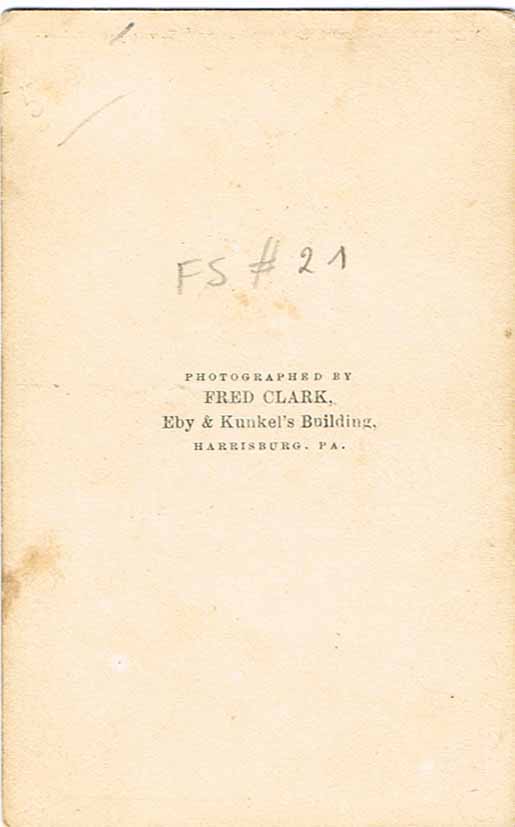 FS # 21
PHOTOGRAPHED BY
FRED CLARK,
Eby & Kunkel's Building,
HARRISBURG. PA.